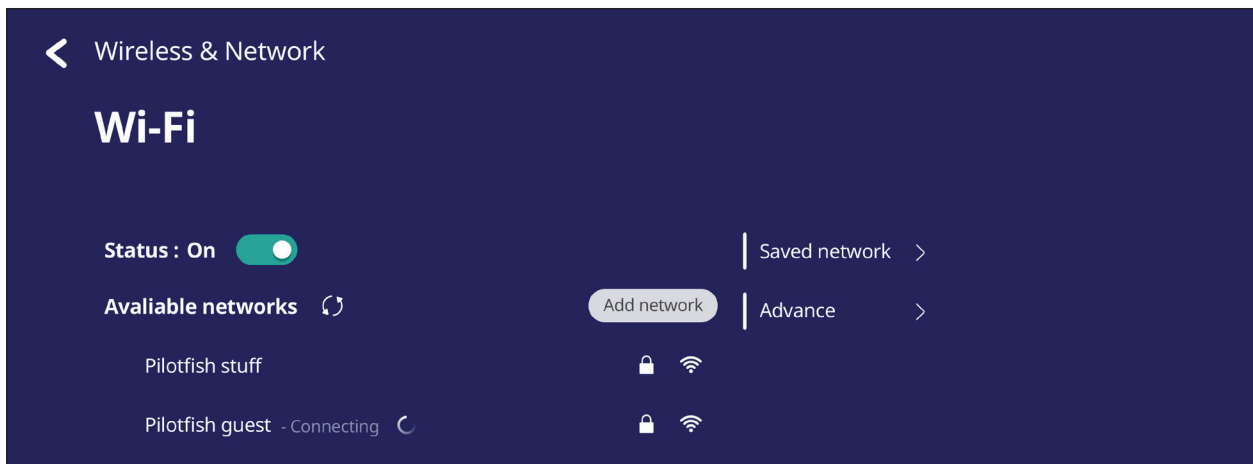 Wireless & Network
Wi-Fi
Status : On
Saved network
Avaliable networks
Add network
Advance
Pilotfish stuff
Pilotfish guest - Connecting